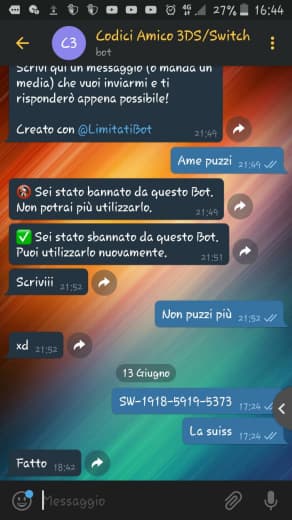 4G
27%
16:44
C3
Codici Amico 3DS/Switch
bot
Scrivi qui un messaggio (o manda un
media) che vuoi inviarmi e ti
risponderò appena possibile!
Creato con @LimitatiBot
21:49
Ame puzzi 21:49
🚷 Sei stato bannato da questo Bot.
Non potrai più utilizzarlo. 21:49
✅ Sei stato sbannato da questo Bot.
Puoi utilizzarlo nuovamente. 21:51
Scriviii 21:52
Non puzzi più 21:52
xd 21:52
13 Giugno
SW-1918-5919-5373 17:24
La suiss 17:24
Fatto 18:42
Messaggio